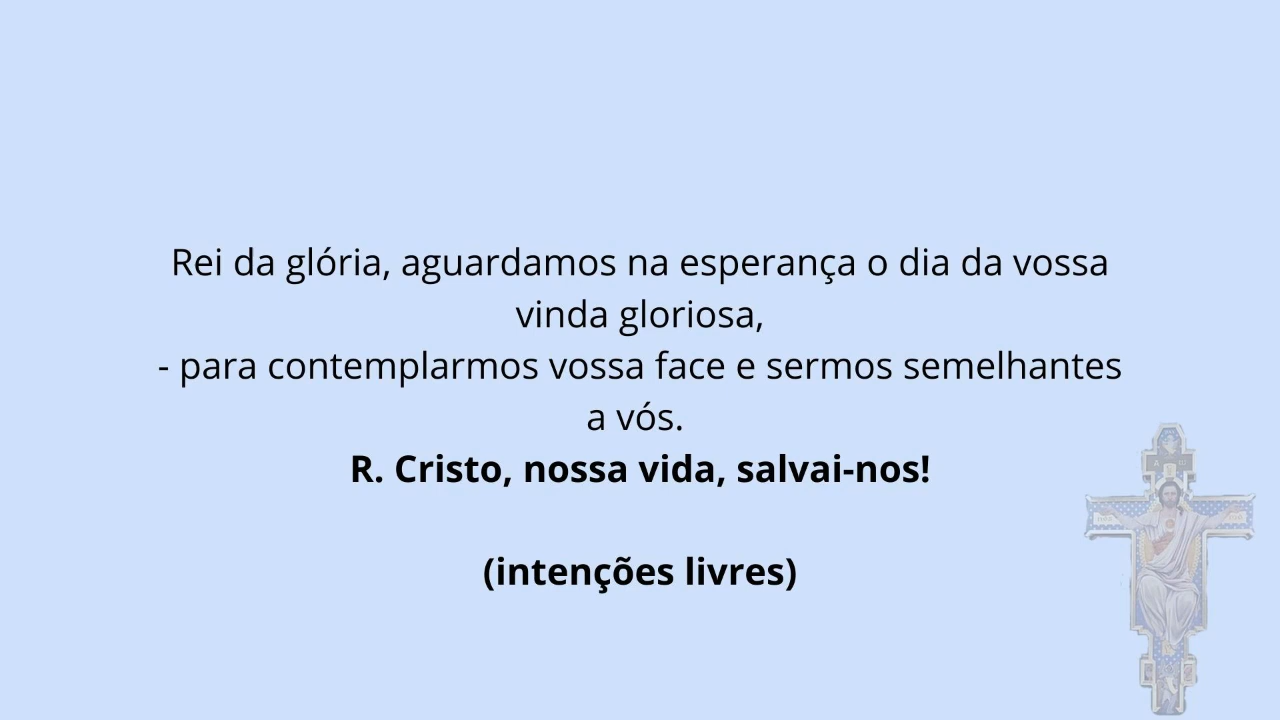 Rei da glória, aguardamos na esperança o dia da vossa
vinda gloriosa,
- para contemplarmos vossa face e sermos semelhantes
a vós.
R. Cristo, nossa vida, salvai-nos!
(intenções livres)